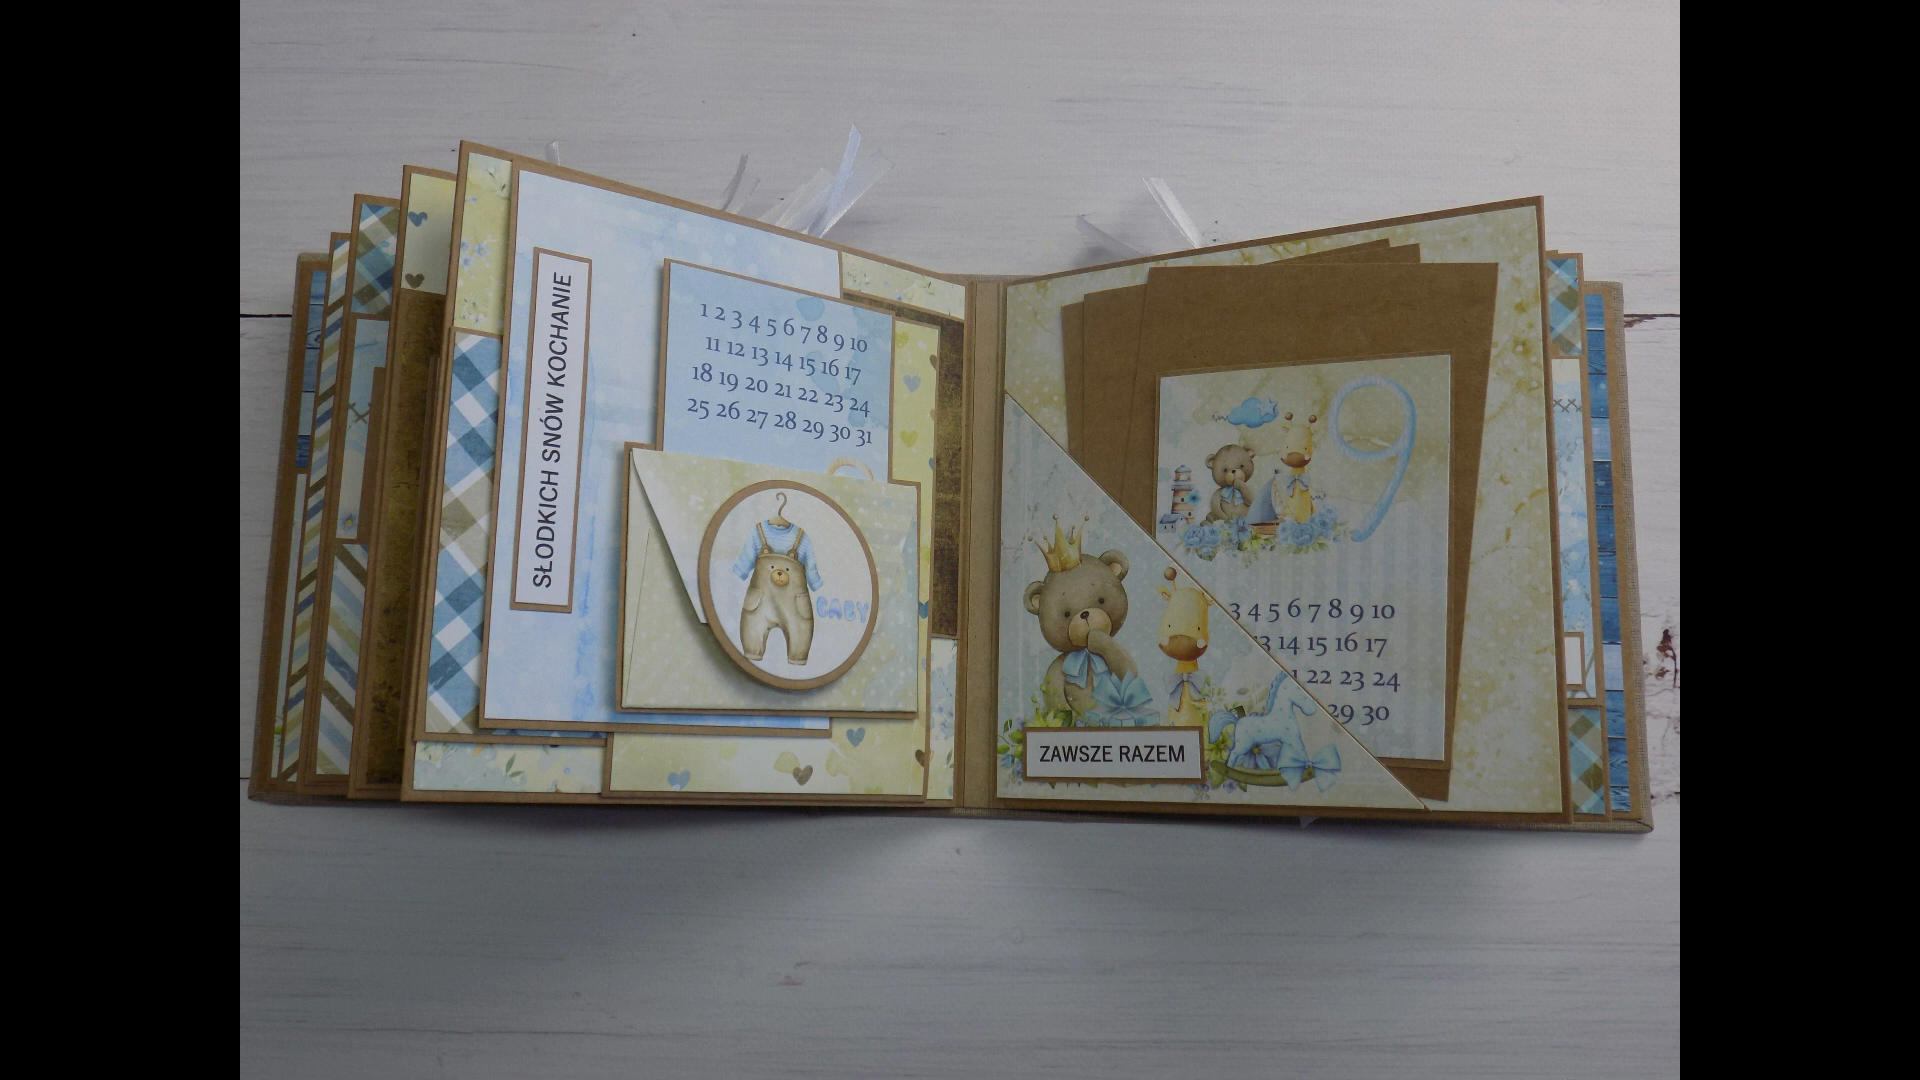 SŁODKICH SNÓW KOCHANIE
1 2 3 4 5 6 7 8 9 10
11 12 13 14 15 16 17
18 19 20 21 22 23 24
25 26 27 28 29 30 31
BABY
9
3 4 5 6 7 8 9 10
13 14 15 16 17
22 23 24
29 30
ZAWSZE RAZEM